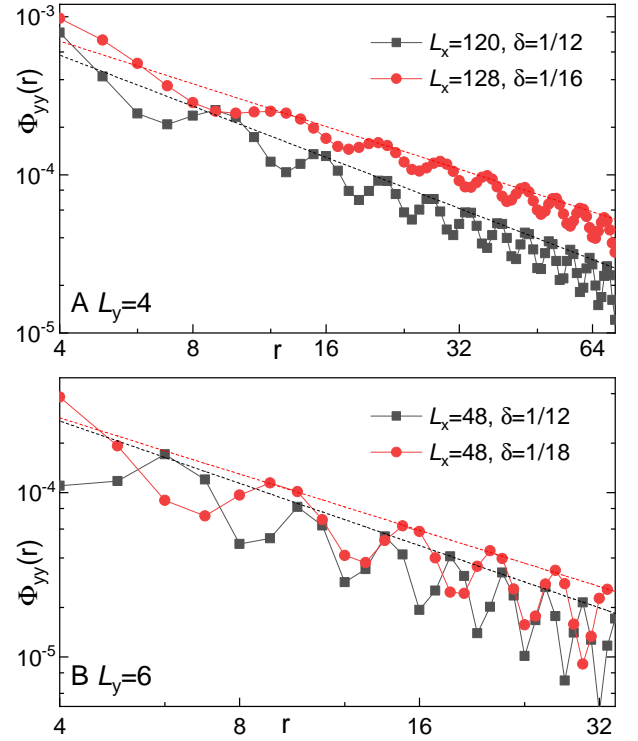 10⁻³
Lₓ=120, δ=1/12
Lₓ=128, δ=1/16
Φyy(r)
10⁻⁴
A Ly=4
10⁻⁵
4 8 r 16 32 64
Lₓ=48, δ=1/12
Lₓ=48, δ=1/18
10⁻⁴
Φyy(r)
10⁻⁵
B Ly=6
4 8 r 16 32